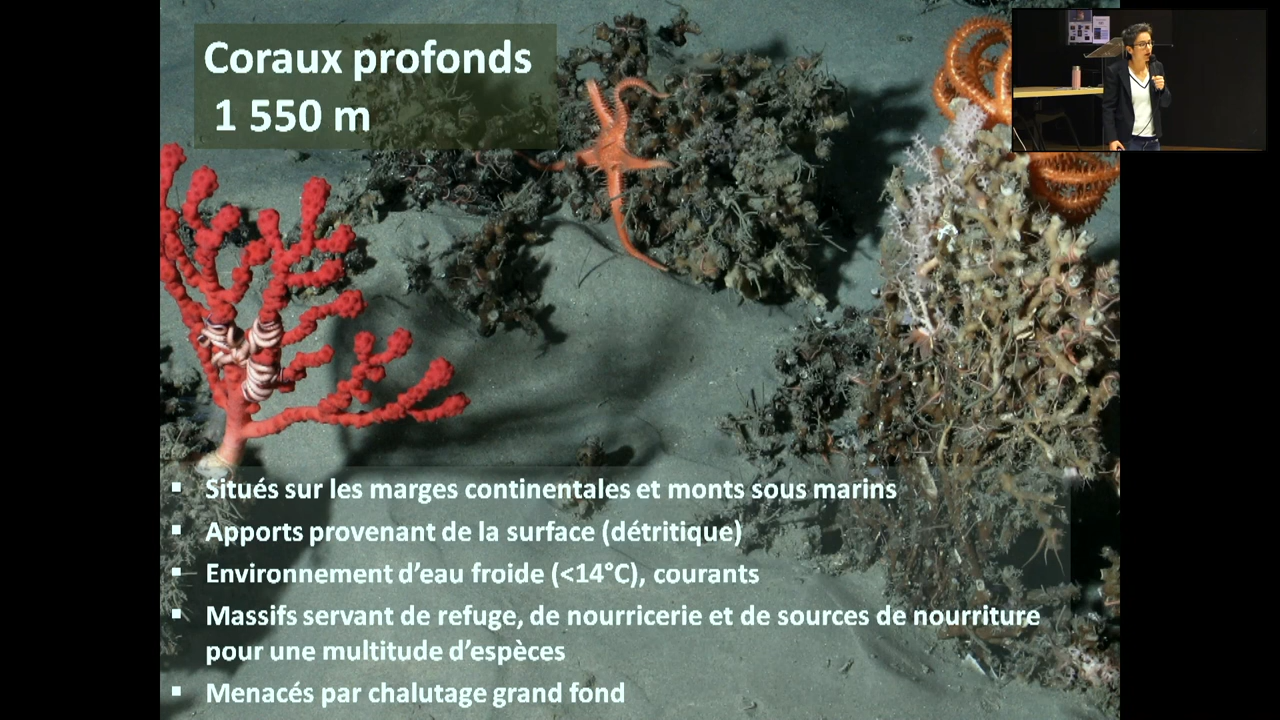 Coraux profonds
1 550 m
▪ Situés sur les marges continentales et monts sous marins
▪ Apports provenant de la surface (détritique)
▪ Environnement d’eau froide (<14°C), courants
▪ Massifs servant de refuge, de nourricerie et de sources de nourriture
pour une multitude d’espèces
▪ Menacés par chalutage grand fond